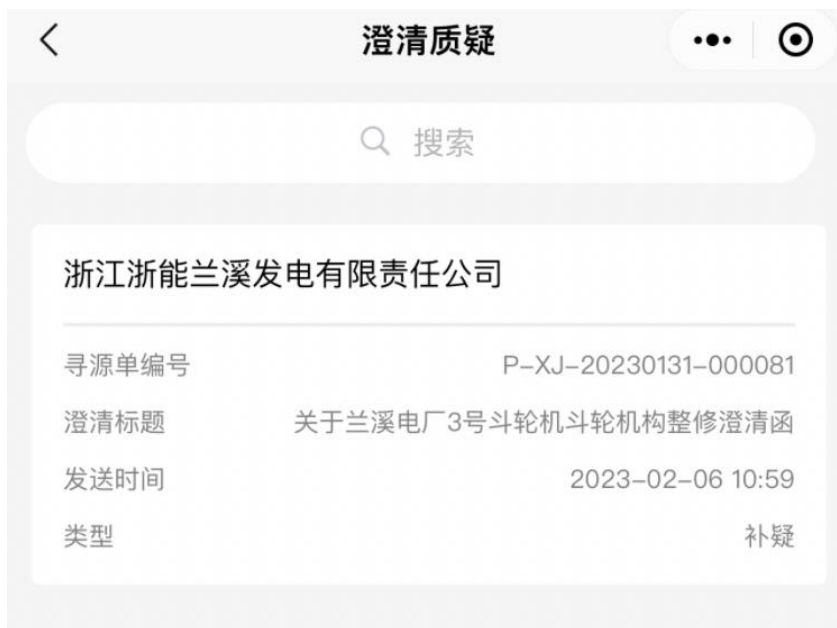 澄清质疑
搜索
浙江浙能兰溪发电有限责任公司
寻源单编号 P-XJ-20230131-000081
澄清标题 关于兰溪电厂3号斗轮机斗轮机构整修澄清函
发送时间 2023-02-06 10:59
类型 补疑